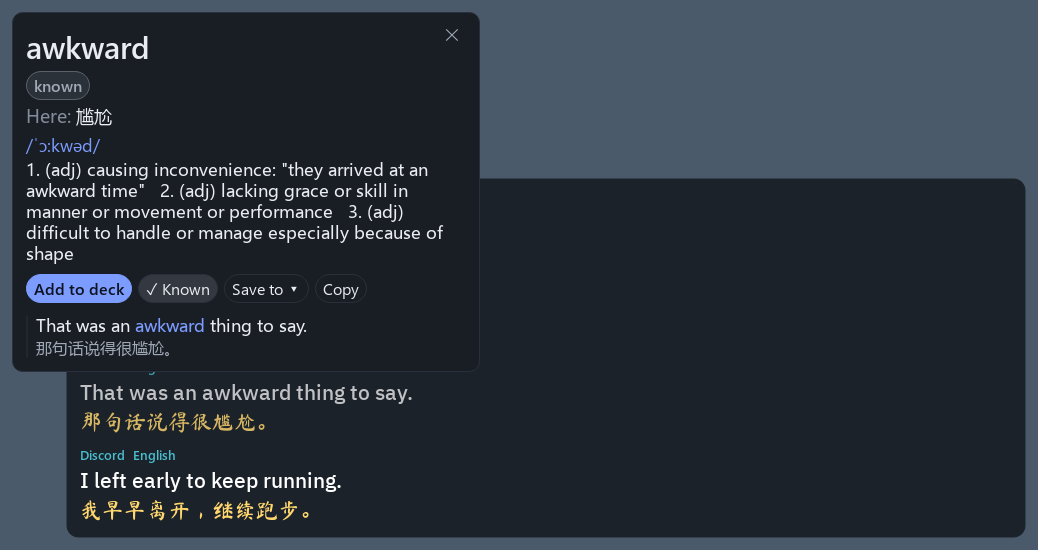 awkward
known
Here: 尴尬
/ˈɔːkwəd/
1. (adj) causing inconvenience: "they arrived at an
awkward time"   2. (adj) lacking grace or skill in
manner or movement or performance   3. (adj)
difficult to handle or manage especially because of
shape
Add to deck ✓ Known Save to ▾ Copy
That was an awkward thing to say.
那句话说得很尴尬。
That was an awkward thing to say.
那句话说得很尴尬。
Discord English
I left early to keep running.
我早早离开，继续跑步。